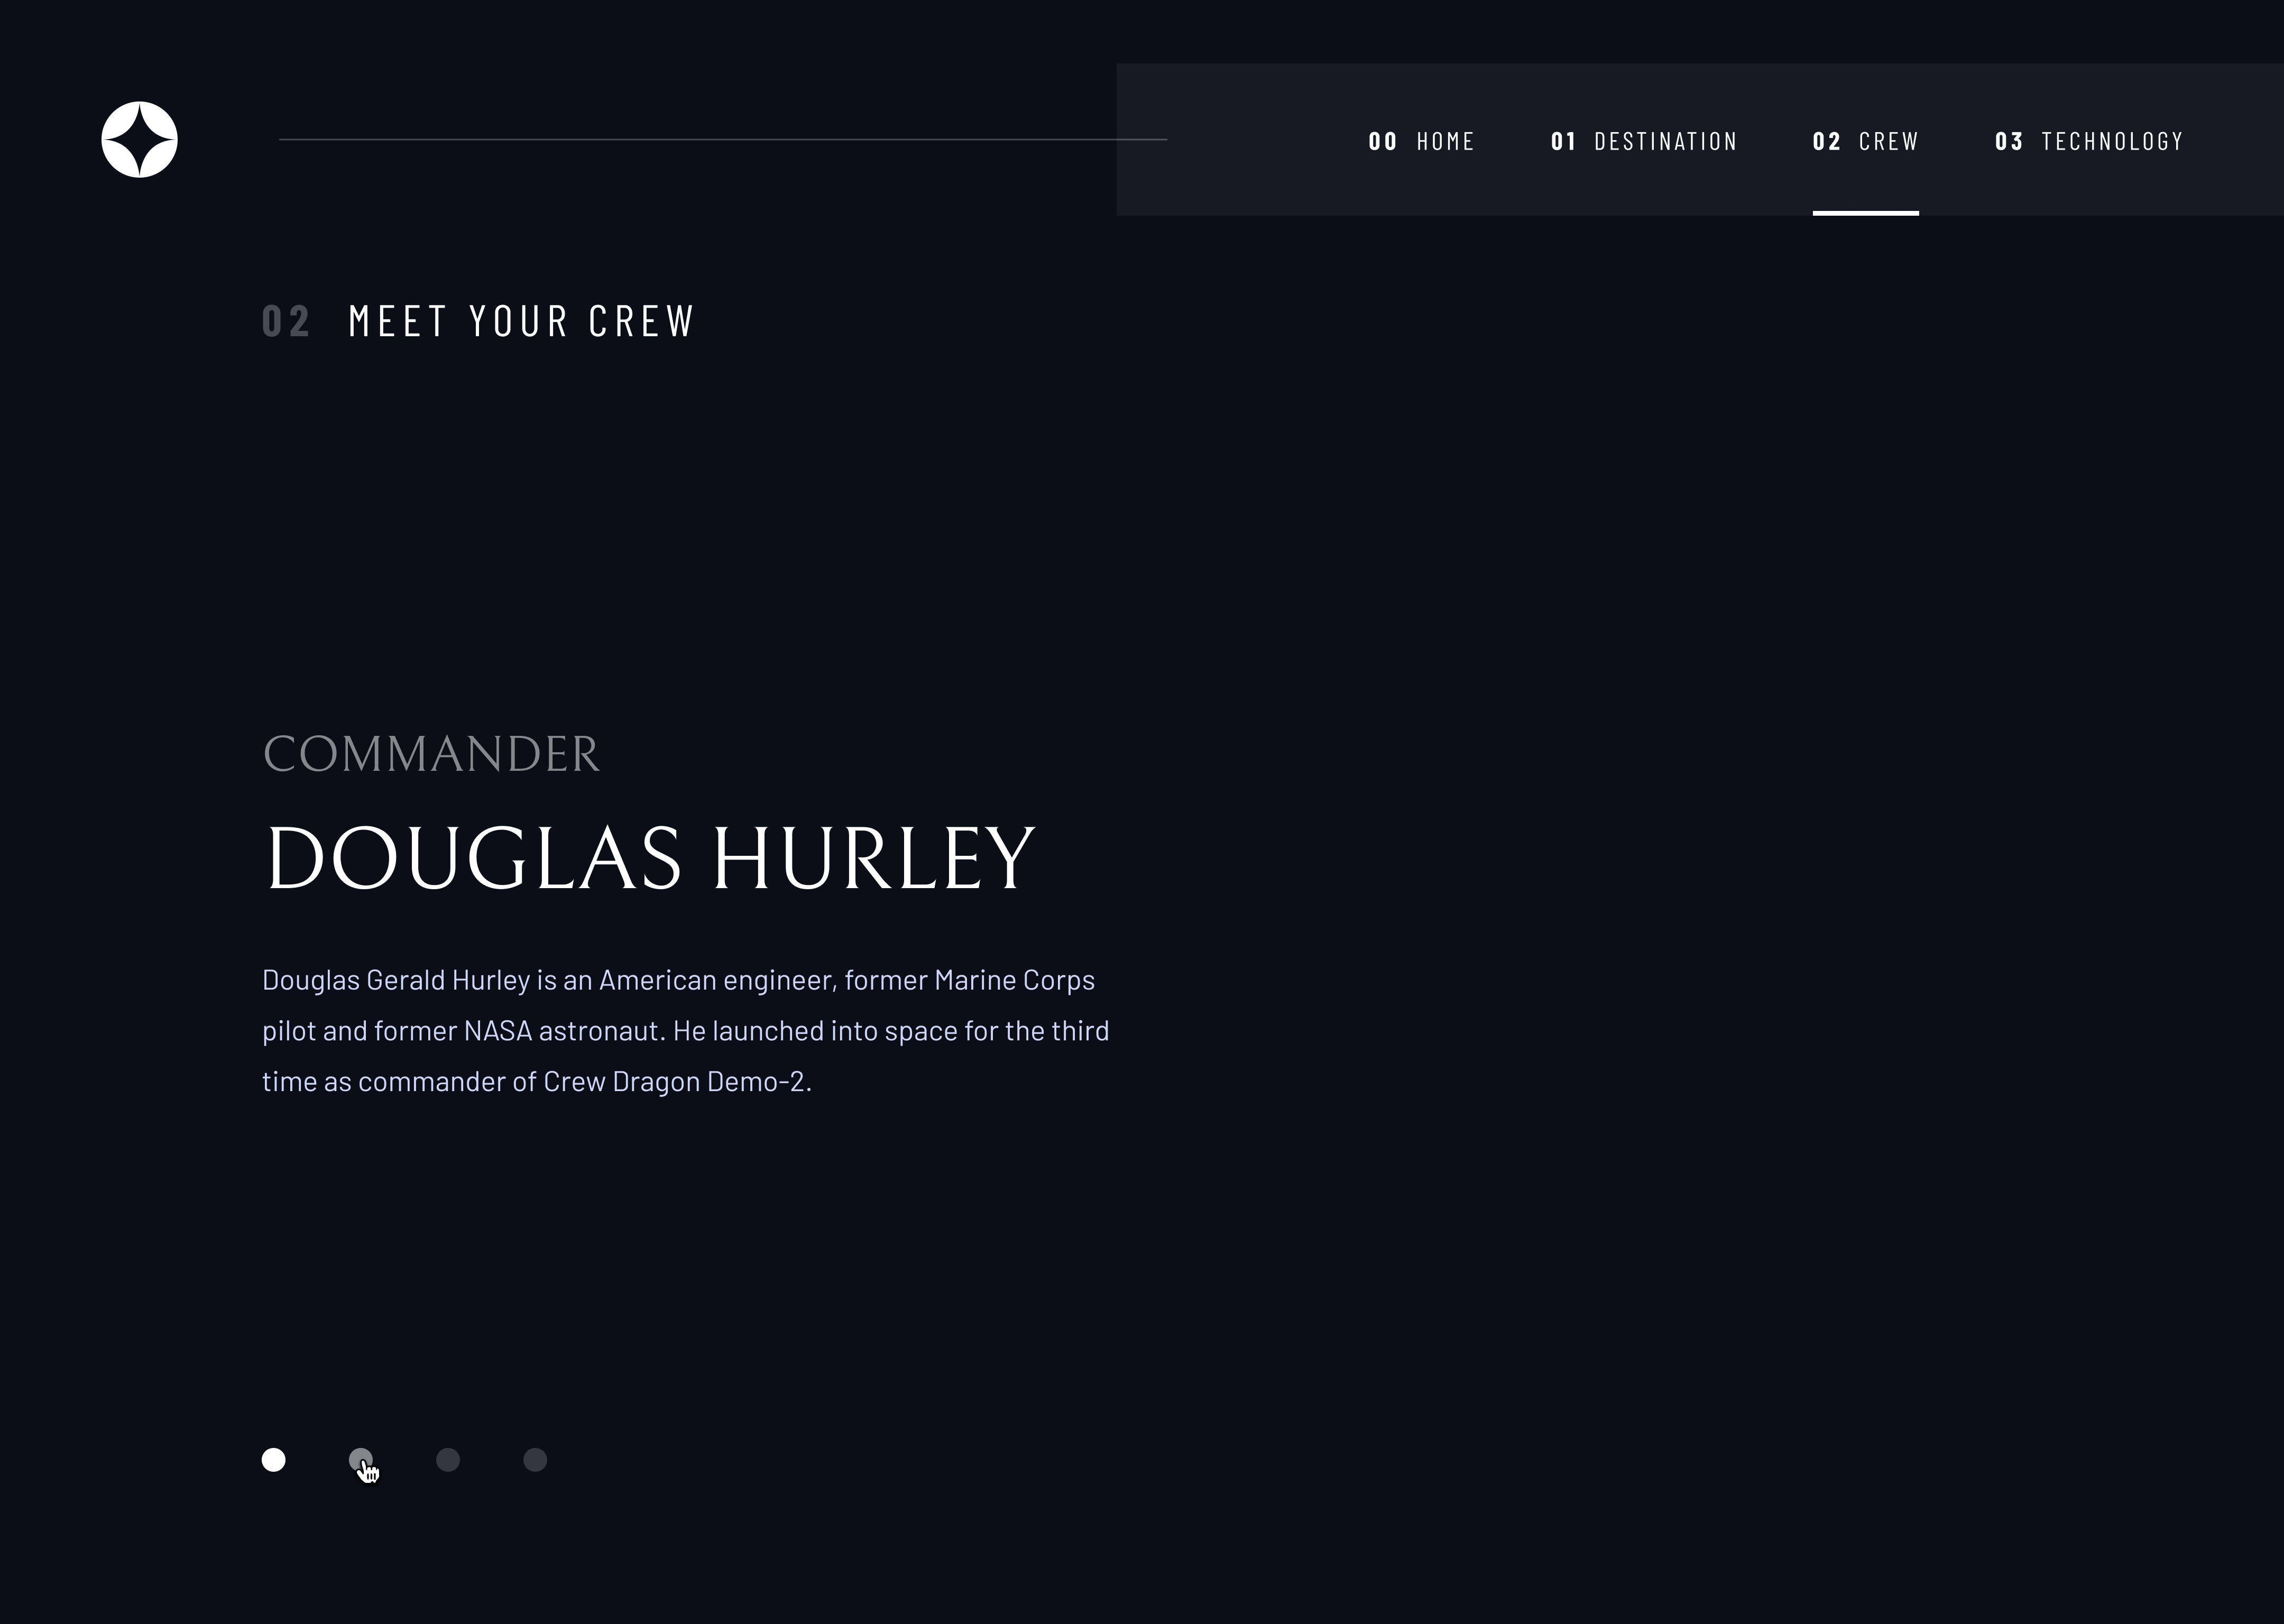 00 HOME 01 DESTINATION 02 CREW 03 TECHNOLOGY
02 MEET YOUR CREW
COMMANDER
DOUGLAS HURLEY
Douglas Gerald Hurley is an American engineer, former Marine Corps
pilot and former NASA astronaut. He launched into space for the third
time as commander of Crew Dragon Demo-2.